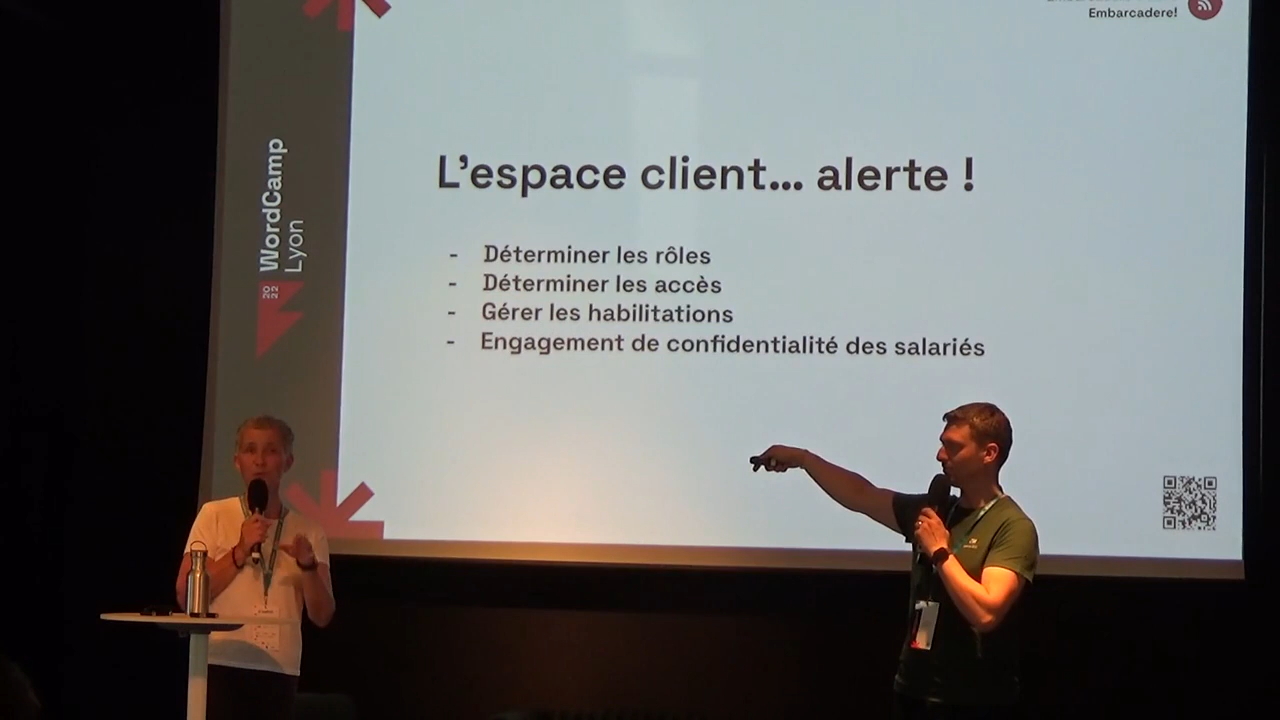 Embarcadere!
L'espace client... alerte !
- Déterminer les rôles
- Déterminer les accès
- Gérer les habilitations
- Engagement de confidentialité des salariés
2022
WordCamp
Lyon